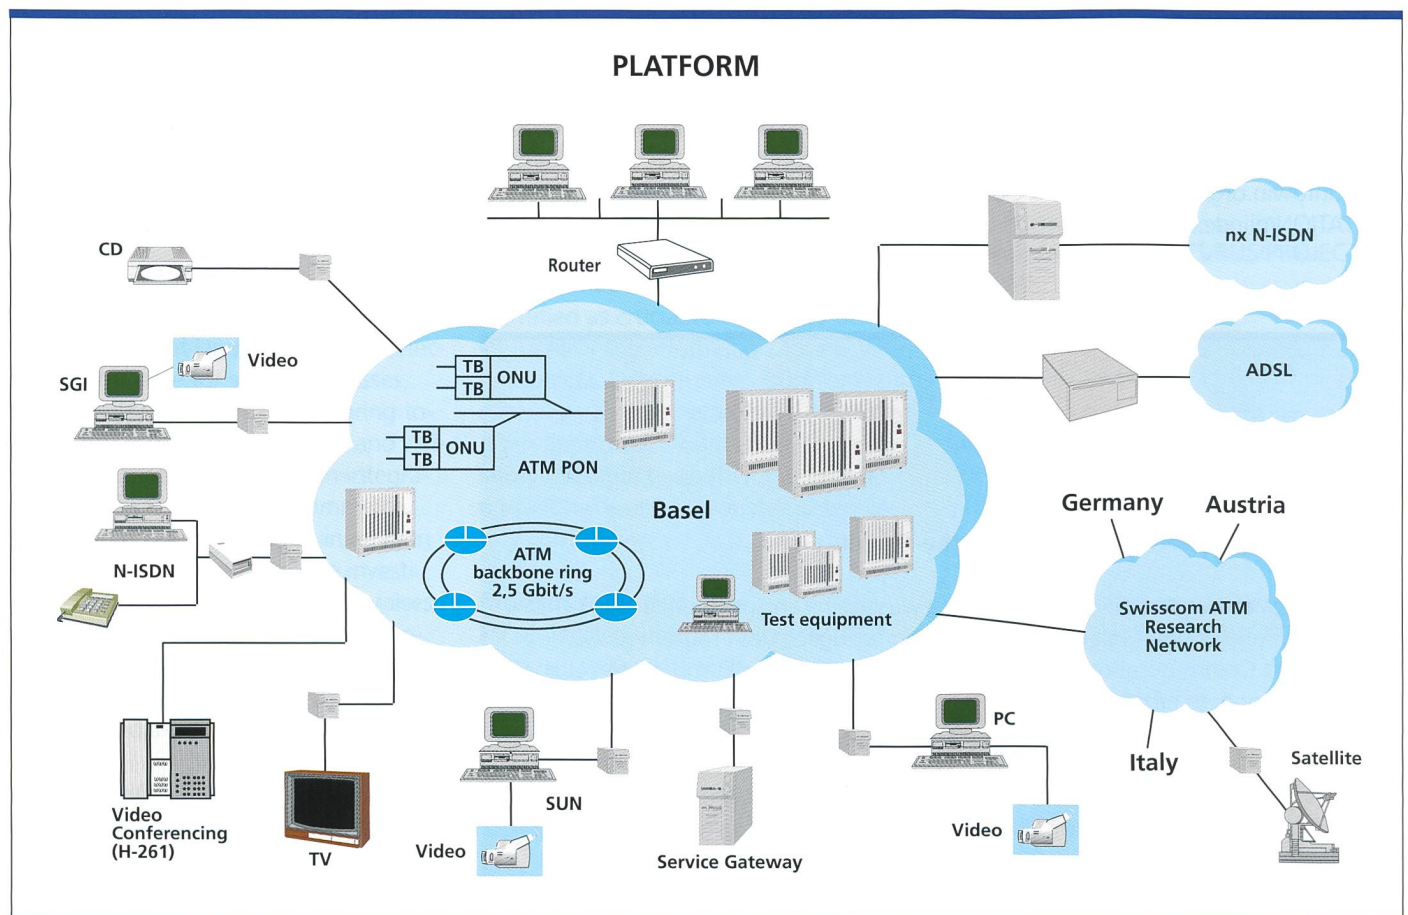 PLATFORM
CD
Router
nx N-ISDN
SGI
Video
ADSL
TB
TB
ONU
TB
TB
ONU
ATM PON
Basel
Germany
Austria
N-ISDN
ATM
backbone ring
2,5 Gbit/s
Test equipment
Swisscom ATM
Research
Network
PC
Italy
Satellite
Video
Conferencing
(H-261)
TV
SUN
Video
Service Gateway
Video